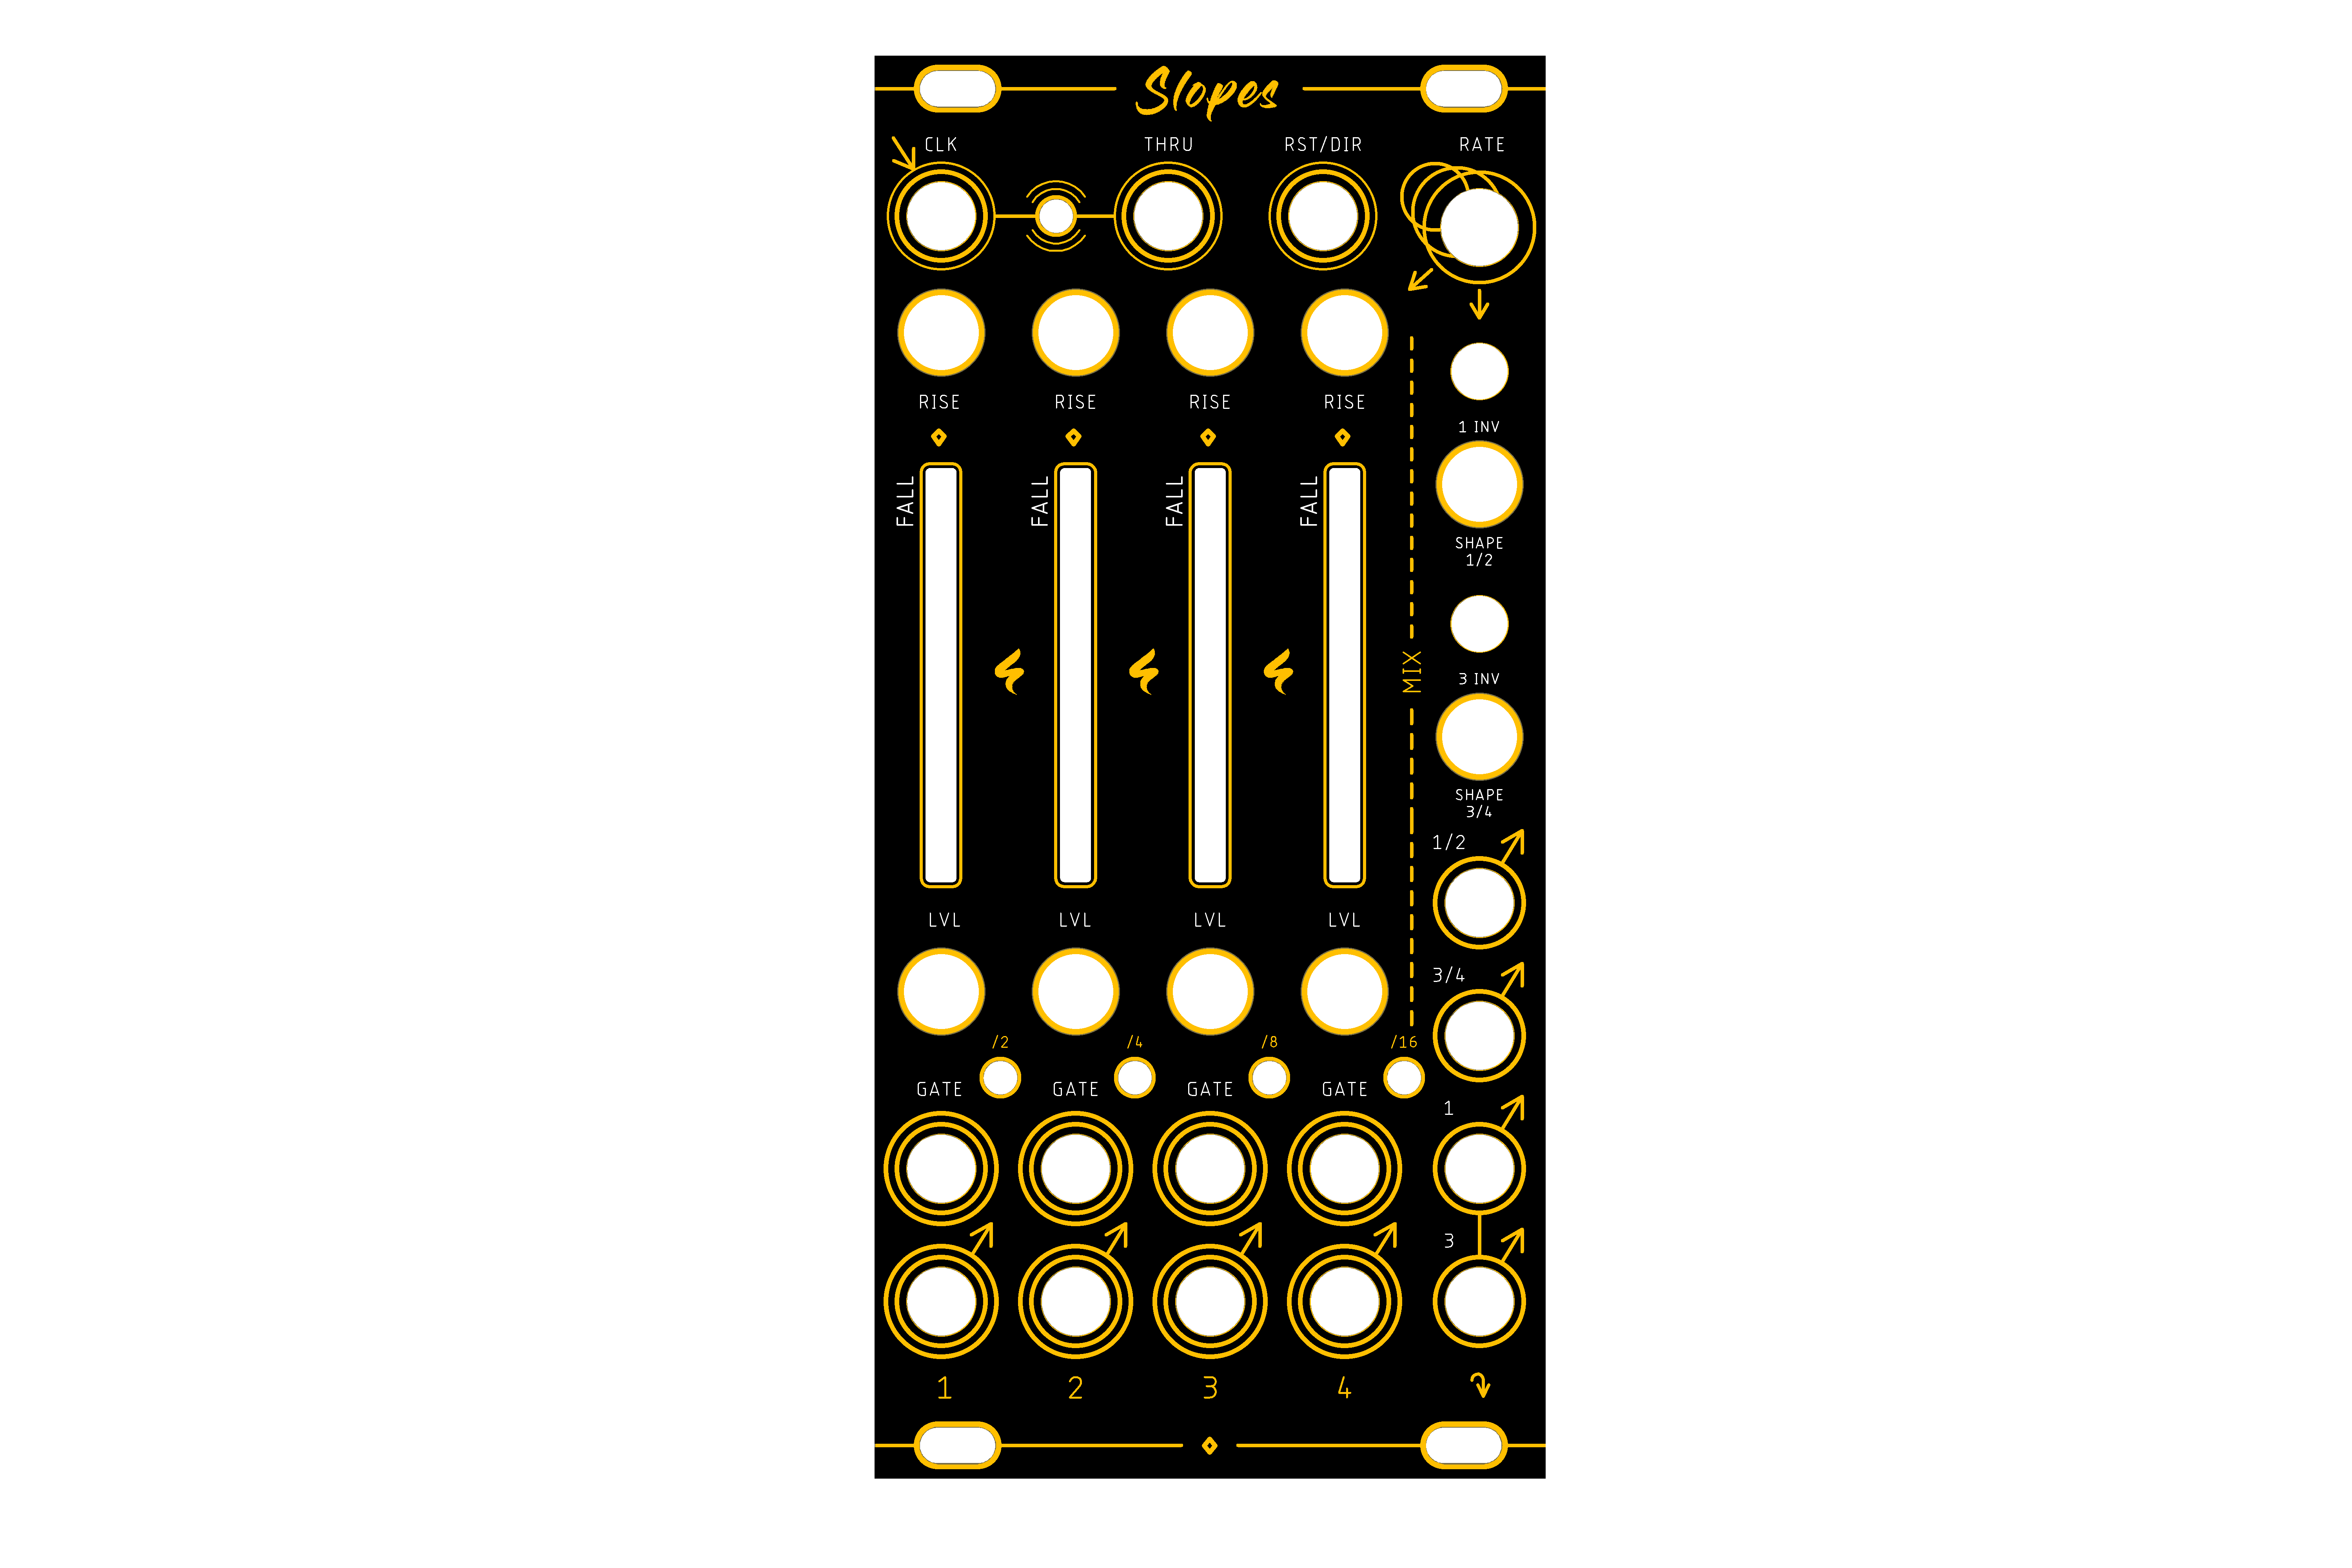 Slopes
CLK
THRU
RST/DIR
RATE
RISE
RISE
RISE
RISE
1 INV
FALL
FALL
FALL
FALL
SHAPE
1/2
MIX
3 INV
SHAPE
3/4
1/2
LVL
LVL
LVL
LVL
3/4
/2
/4
/8
/16
GATE
GATE
GATE
GATE
1
3
1
2
3
4